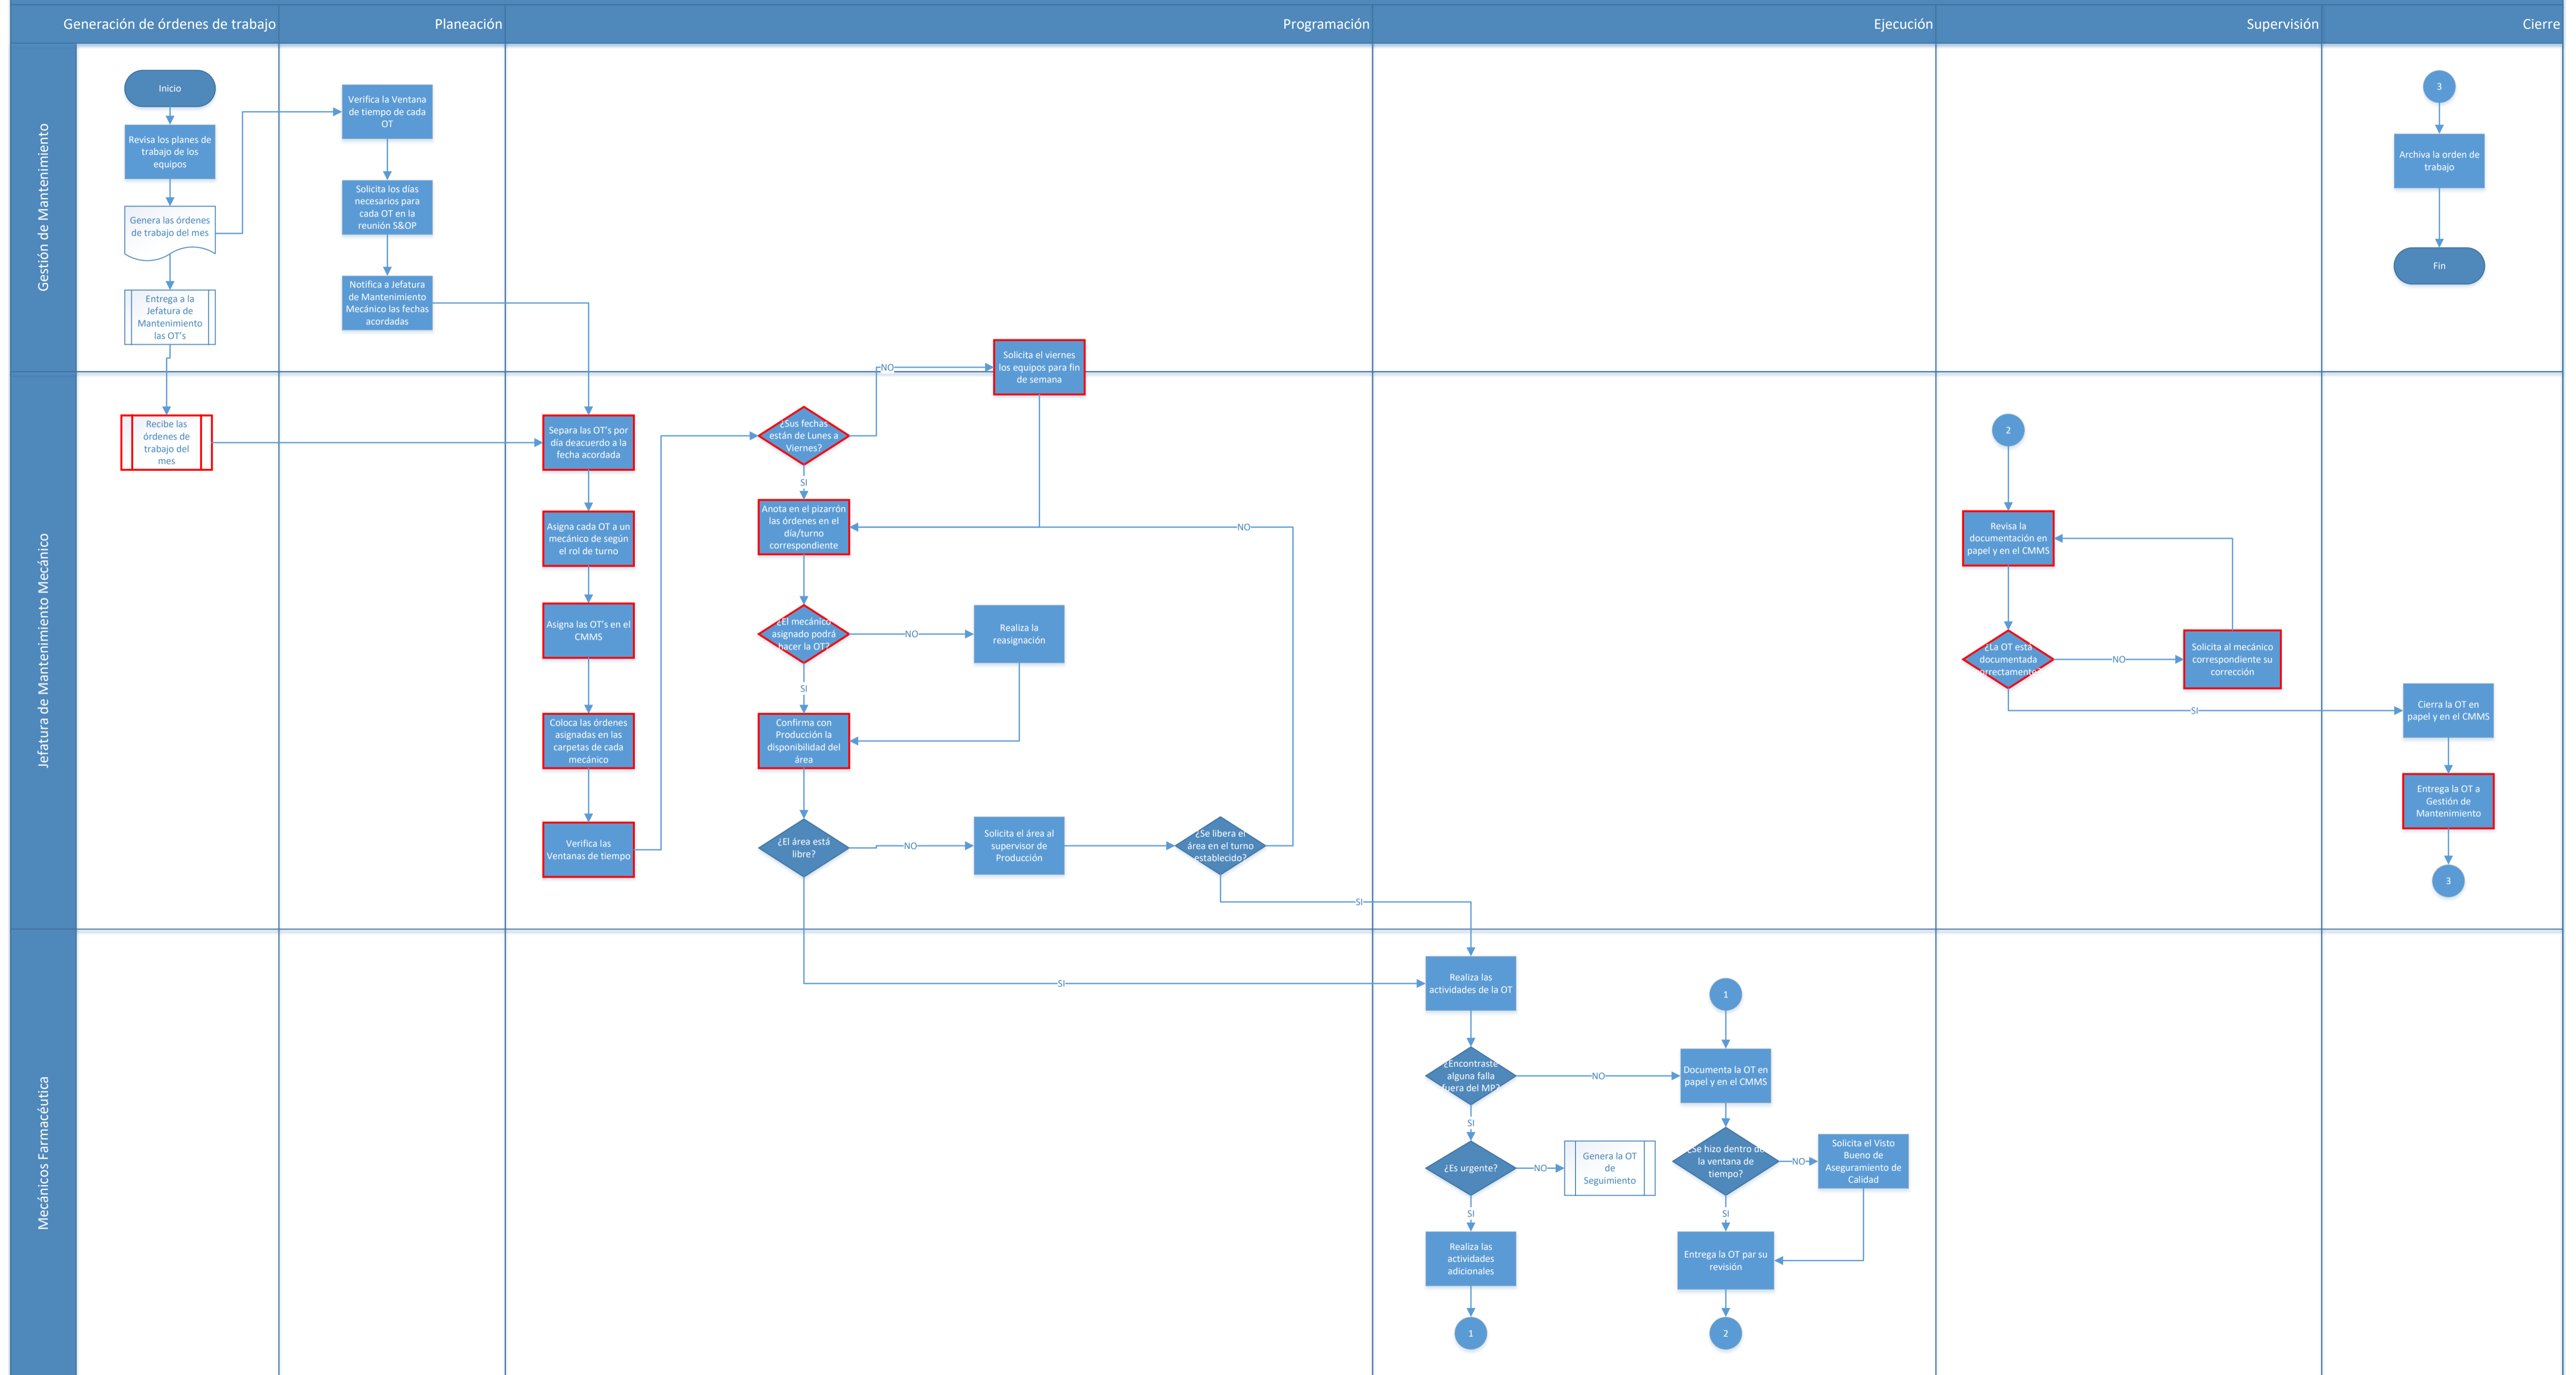 Generación de órdenes de trabajo
Planeación
Programación
Ejecución
Supervisión
Cierre
Gestión de Mantenimiento
Inicio
Revisa los planes de
trabajo de los
equipos
Genera las órdenes
de trabajo del mes
Entrega a la
Jefatura de
Mantenimiento
las OT's
Verifica la Ventana
de tiempo de cada
OT
Solicita los días
necesarios para
cada OT en la
reunión S&OP
Notifica a Jefatura
de Mantenimiento
Mecánico las fechas
acordadas
Solicita el viernes
los equipos para fin
de semana
3
Archiva la orden de
trabajo
Fin
Jefatura de Mantenimiento Mecánico
Recibe las
órdenes de
trabajo del
mes
Separa las OT's por
día deacuerdo a la
fecha acordada
Asigna cada OT a un
mecánico de según
el rol de turno
Asigna las OT's en el
CMMS
Coloca las órdenes
asignadas en las
carpetas de cada
mecánico
Verifica las
Ventanas de tiempo
¿Sus fechas
están de Lunes a
Viernes?
NO
SI
Anota en el pizarrón
las órdenes en el
día/turno
correspondiente
NO
¿El mecánico
asignado podrá
hacer la OT?
NO
Realiza la
reasignación
SI
Confirma con
Producción la
disponibilidad del
área
¿El área está
libre?
NO
Solicita el área al
supervisor de
Producción
¿Se libera el
área en el turno
establecido?
SI
SI
2
Revisa la
documentación en
papel y en el CMMS
¿La OT está
documentada
correctamente?
NO
Solicita al mecánico
correspondiente su
corrección
SI
Cierra la OT en
papel y en el CMMS
Entrega la OT a
Gestión de
Mantenimiento
3
Mecánicos Farmacéutica
Realiza las
actividades de la OT
¿Encontraste
alguna falla
fuera del MP?
NO
SI
¿Es urgente?
NO
Genera la OT
de
Seguimiento
SI
Realiza las
actividades
adicionales
1
1
Documenta la OT en
papel y en el CMMS
¿Se hizo dentro de
la ventana de
tiempo?
NO
Solicita el Visto
Bueno de
Aseguramiento de
Calidad
SI
Entrega la OT par su
revisión
2